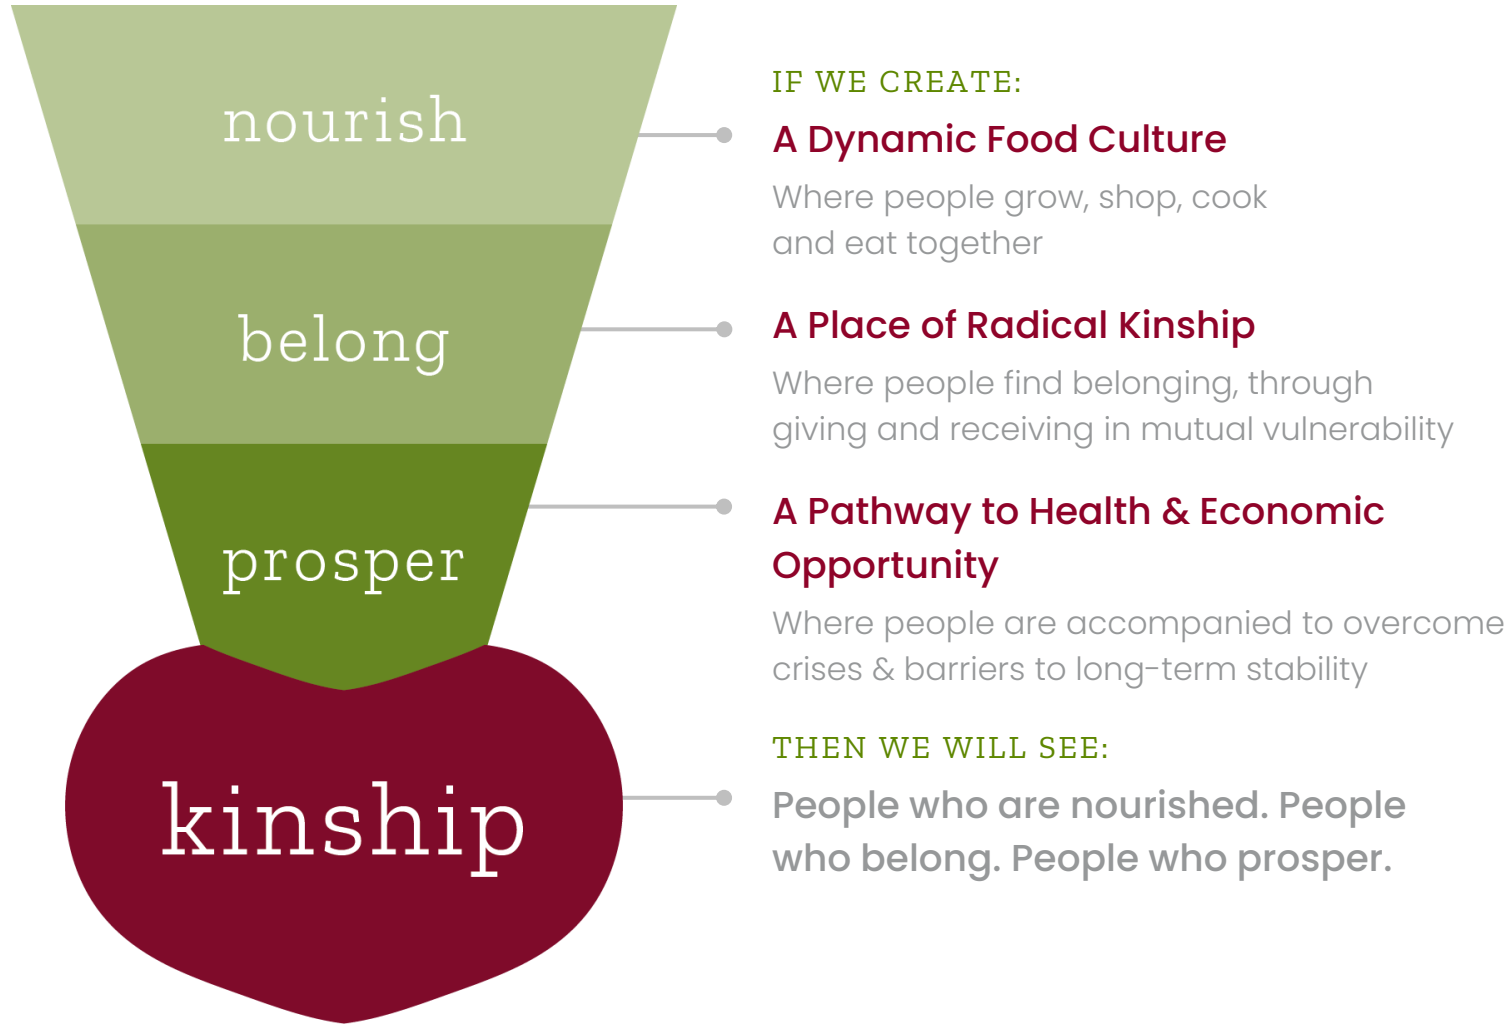 nourish
IF WE CREATE:
A Dynamic Food Culture
Where people grow, shop, cook
and eat together
belong
A Place of Radical Kinship
Where people find belonging, through
giving and receiving in mutual vulnerability
prosper
A Pathway to Health & Economic
Opportunity
Where people are accompanied to overcome
crises & barriers to long-term stability
kinship
THEN WE WILL SEE:
People who are nourished. People
who belong. People who prosper.